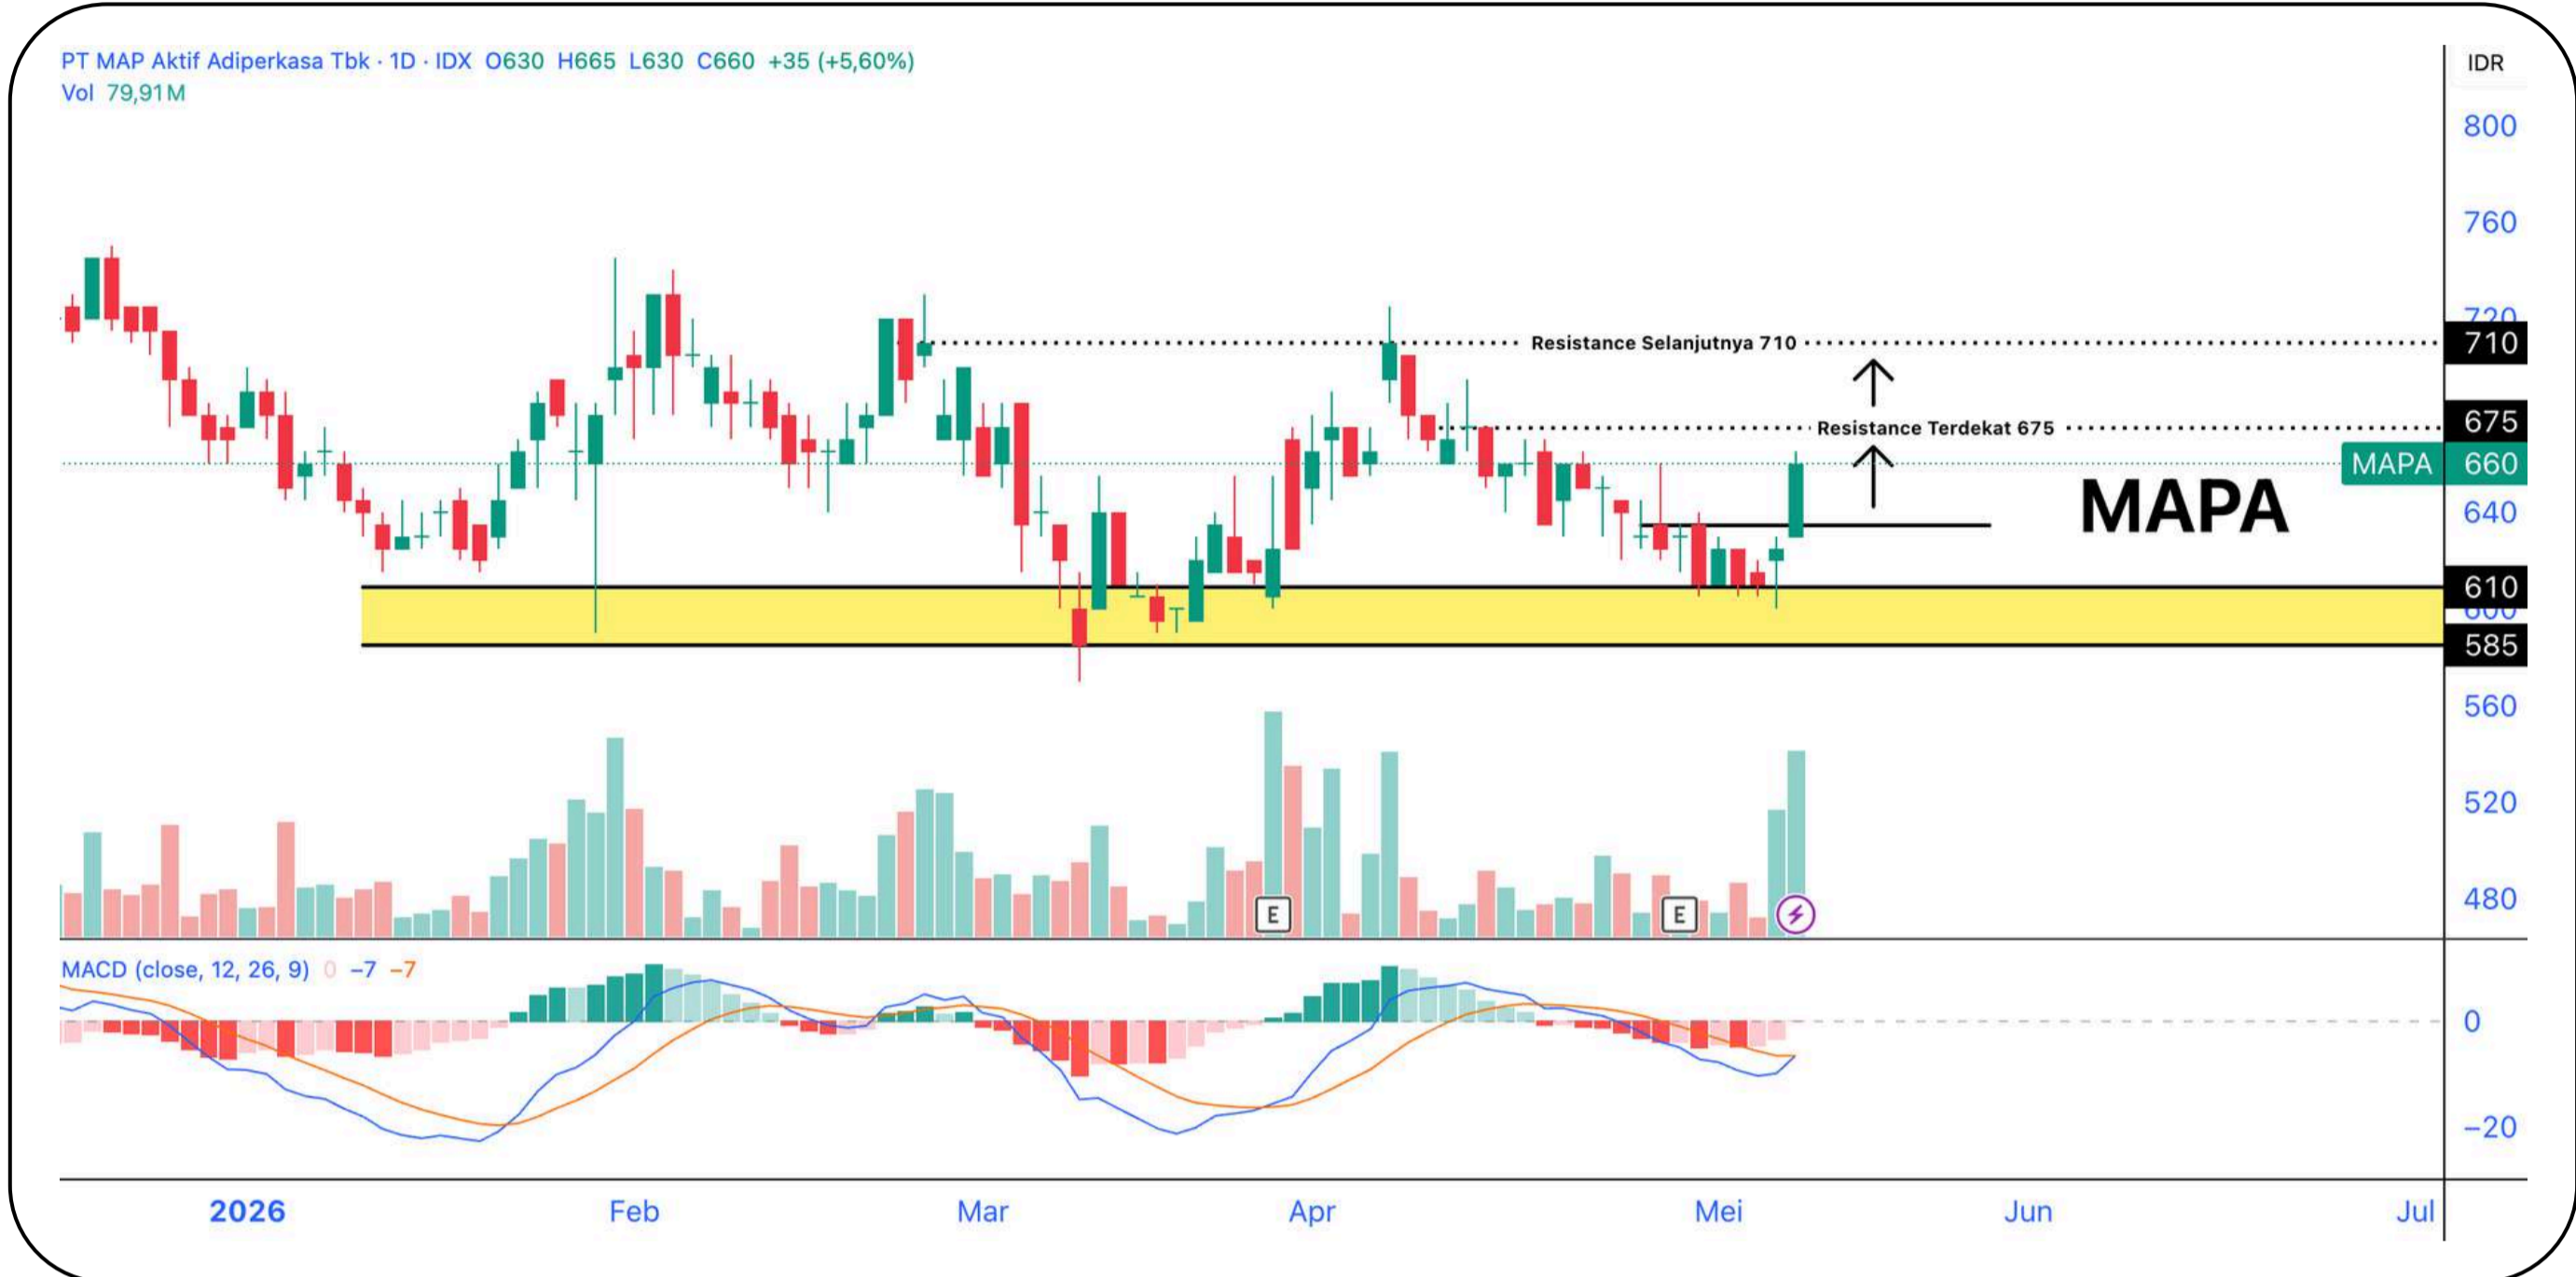 PT MAP Aktif Adiperkasa Tbk · 1D · IDX O630 H665 L630 C660 +35 (+5,60%)
Vol 79,91M
IDR
800
760
720
Resistance Selanjutnya 710
710
675
Resistance Terdekat 675
MAPA 660
MAPA
640
610
600
585
560
520
E
E
480
MACD (close, 12, 26, 9) 0 −7 −7
0
−20
2026 Feb Mar Apr Mei Jun Jul